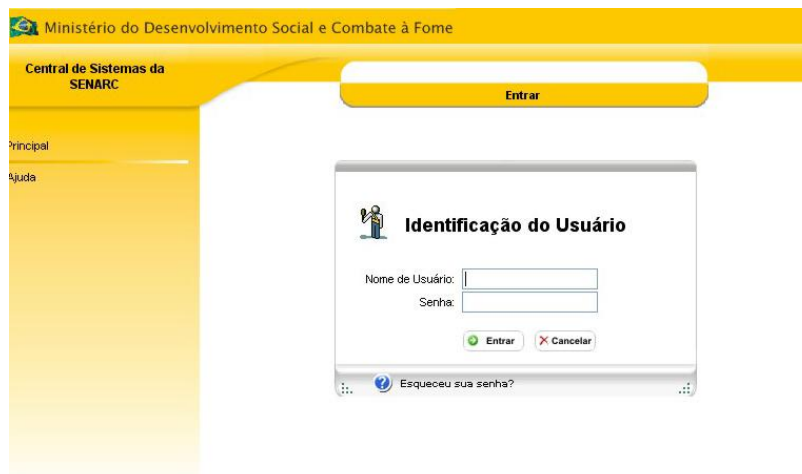 Ministério do Desenvolvimento Social e Combate à Fome
Central de Sistemas da
SENARC
Entrar
Principal
Ajuda
Identificação do Usuário
Nome de Usuário:
Senha:
Entrar
Cancelar
Esqueceu sua senha?